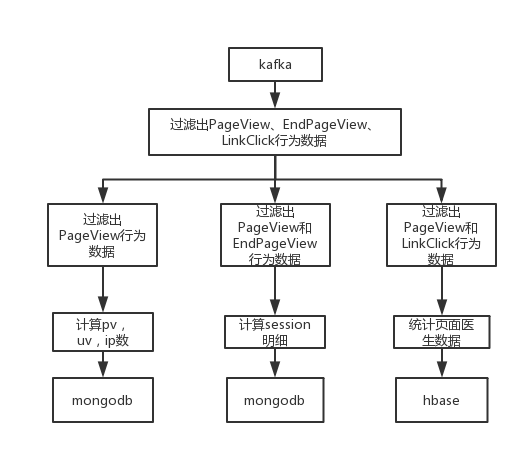 kafka
过滤出PageView、EndPageView、
LinkClick行为数据
过滤出
PageView行为
数据
过滤出
PageView和
EndPageView
行为数据
过滤出
PageView和
LinkClick行为
数据
计算pv，
uv，ip数
计算session
明细
统计页面医
生数据
mongodb
mongodb
hbase